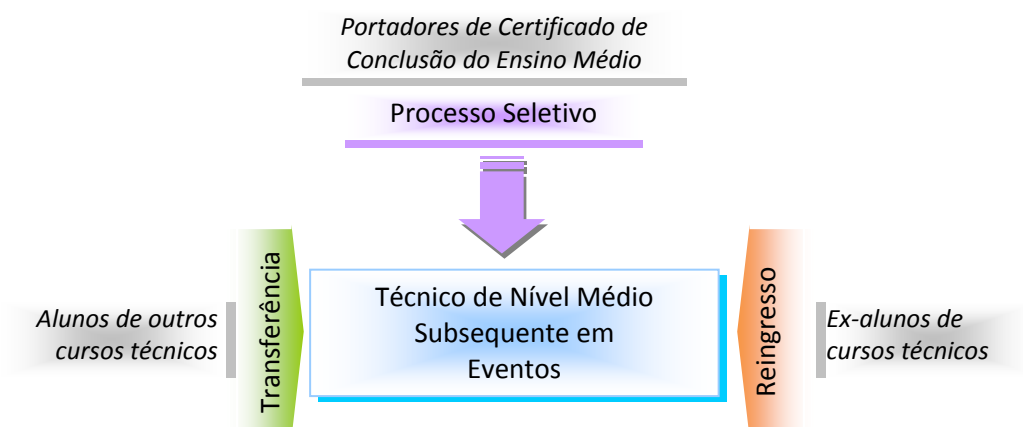 Portadores de Certificado de
Conclusão do Ensino Médio
Processo Seletivo
Transferência
Alunos de outros
cursos técnicos
Técnico de Nível Médio
Subsequente em
Eventos
Reingresso
Ex-alunos de
cursos técnicos